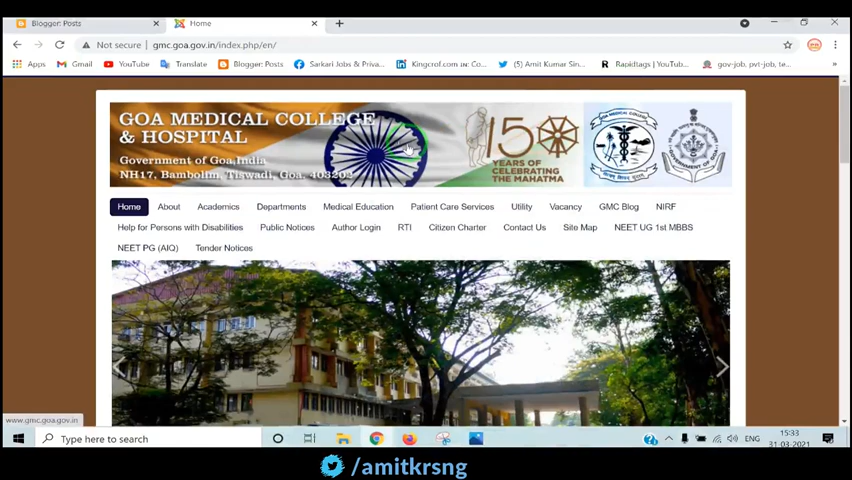 Blogger: Posts
Home
Not secure
gmc.goa.gov.in/index.php/en/
Apps
Gmail
YouTube
Translate
Blogger: Posts
Sarkari Jobs & Priva...
Kingcrof.com IN: Co...
(2) Amit Kumar Sin...
Rapidtags | YouTub...
gov-job. pvt-job, te...
GOA MEDICAL COLLEGE
& HOSPITAL
Government of Goa,India
NH17, Bambolim, Tiswadi, Goa. 403202
150
YEARS OF
CELEBRATING
THE MAHATMA
Home About Academics Departments Medical Education Patient Care Services Utility Vacancy GMC Blog NIRF
Help for Persons with Disabilities Public Notices Author Login RTI Citizen Charter Contact Us Site Map NEET UG 1st MBBS
NEET PG (AIQ) Tender Notices
www.gmc.goa.gov.in
Type here to search
ENG
15:33
31-03-2021
/amitkrsng